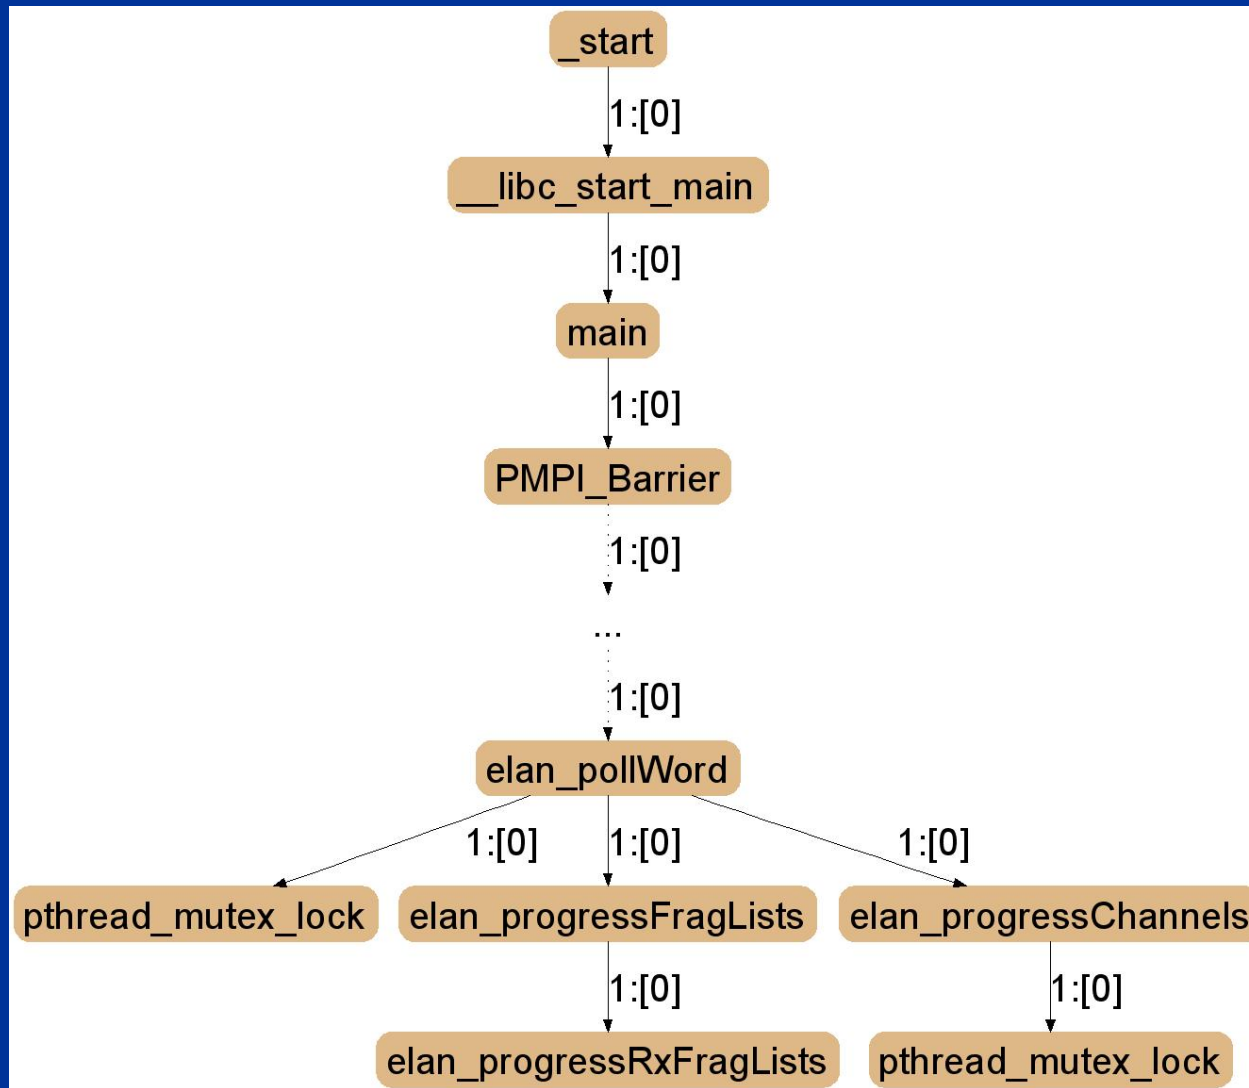 _start
1:[0]
__libc_start_main
1:[0]
main
1:[0]
PMPI_Barrier
1:[0]
...
1:[0]
elan_pollWord
1:[0] 1:[0] 1:[0]
pthread_mutex_lock elan_progressFragLists elan_progressChannels
1:[0] 1:[0]
elan_progressRxFragLists pthread_mutex_lock